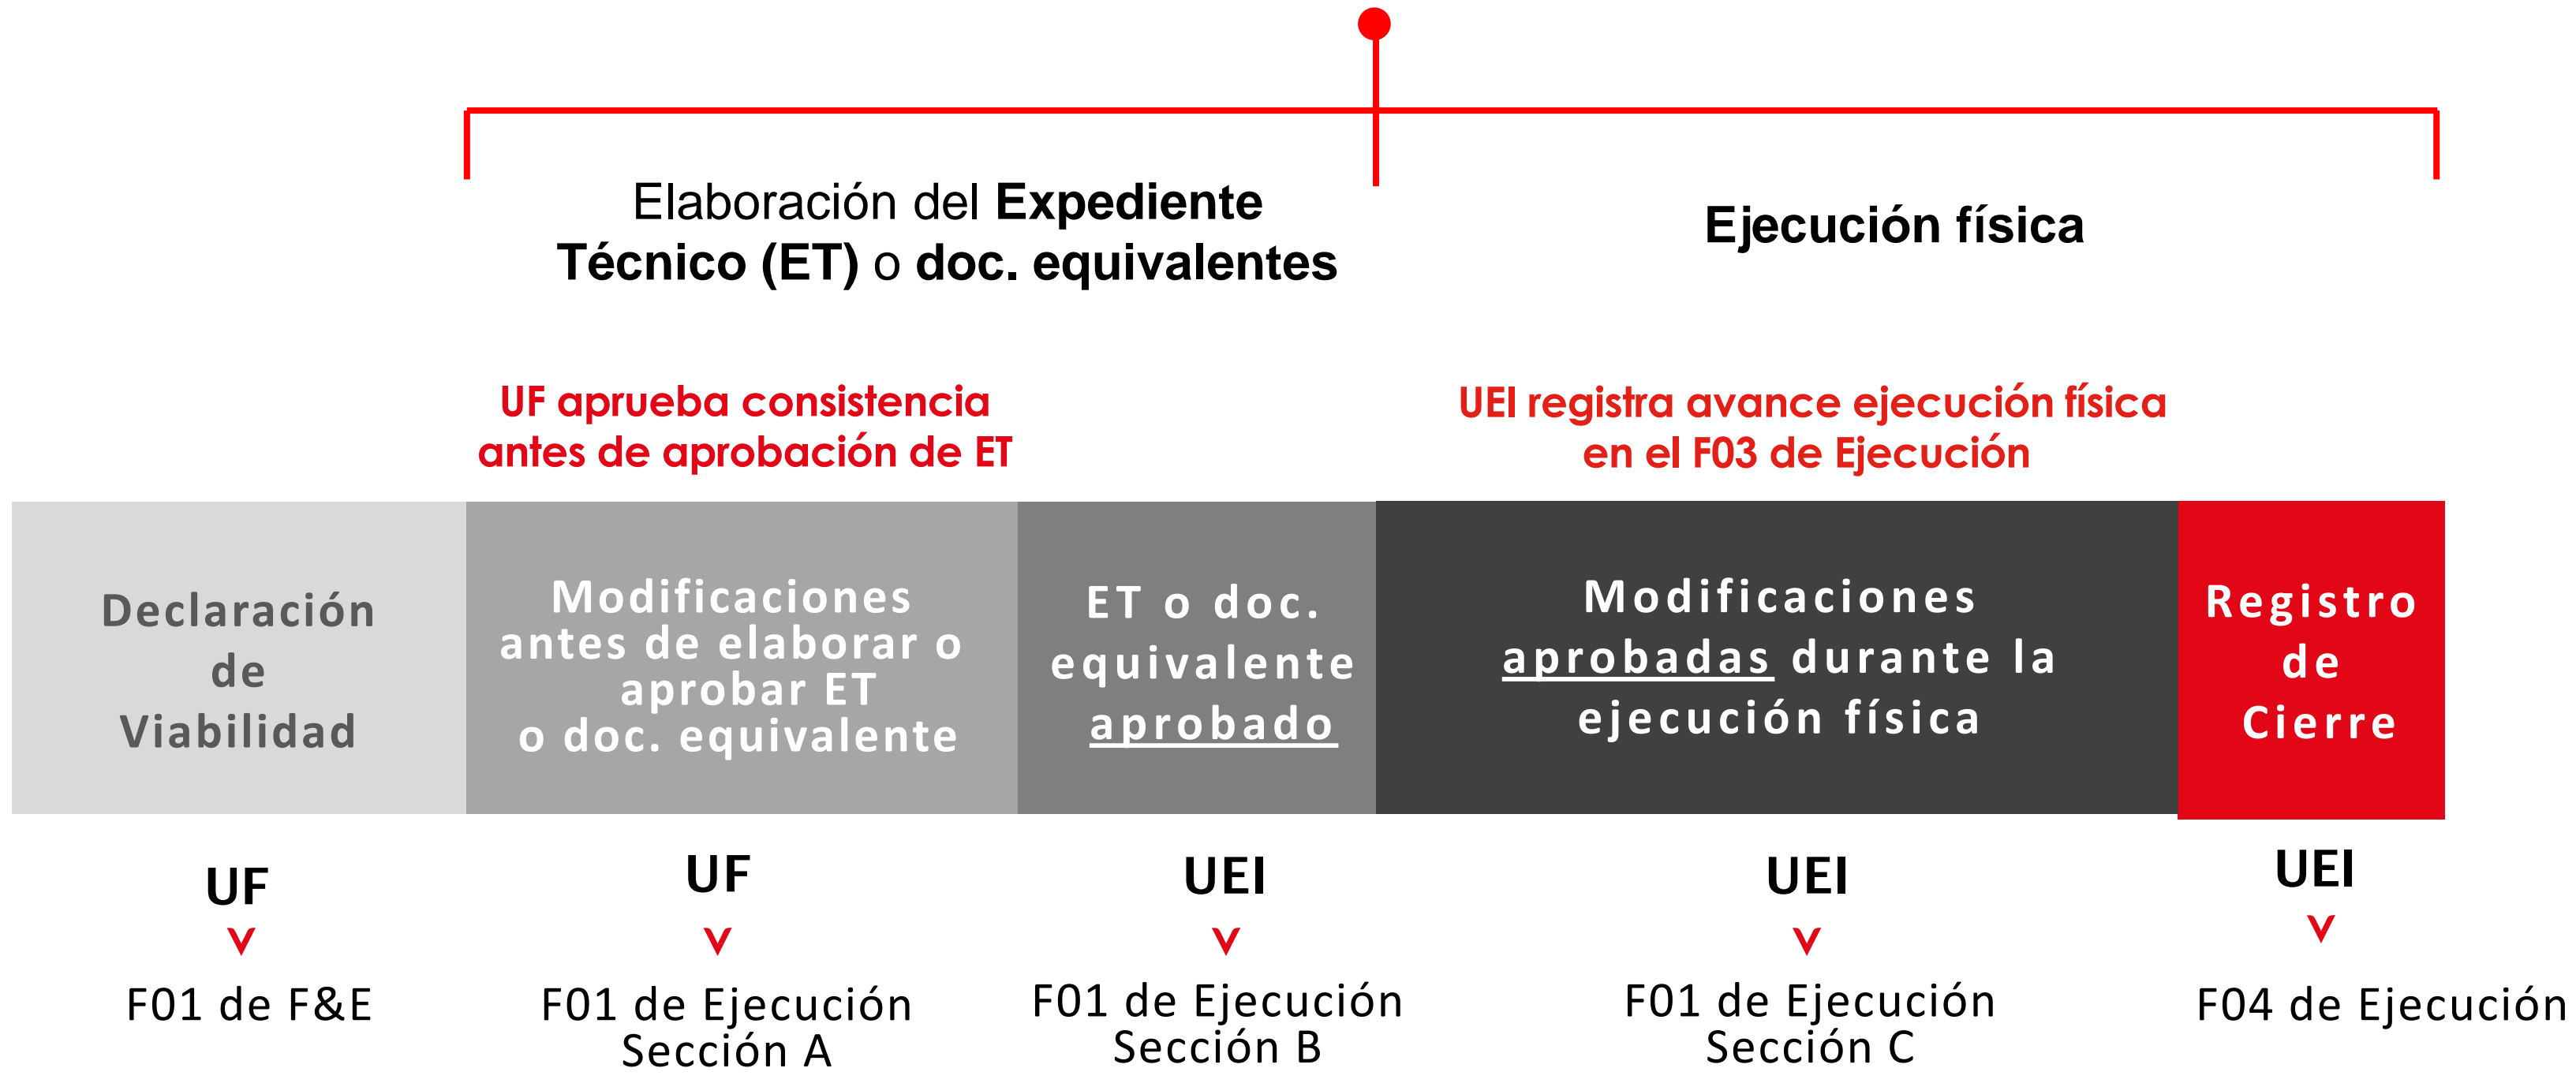 Elaboración del Expediente
Técnico (ET) o doc. equivalentes
Ejecución física
UF aprueba consistencia
antes de aprobación de ET
UEI registra avance ejecución física
en el F03 de Ejecución
Declaración
de
Viabilidad
Modificaciones
antes de elaborar o
aprobar ET
o doc. equivalente
ET o doc.
equivalente
aprobado
Modificaciones
aprobadas durante la
ejecución física
Registro
de
Cierre
UF
F01 de F&E
UF
F01 de Ejecución
Sección A
UEI
F01 de Ejecución
Sección B
UEI
F01 de Ejecución
Sección C
UEI
F04 de Ejecución